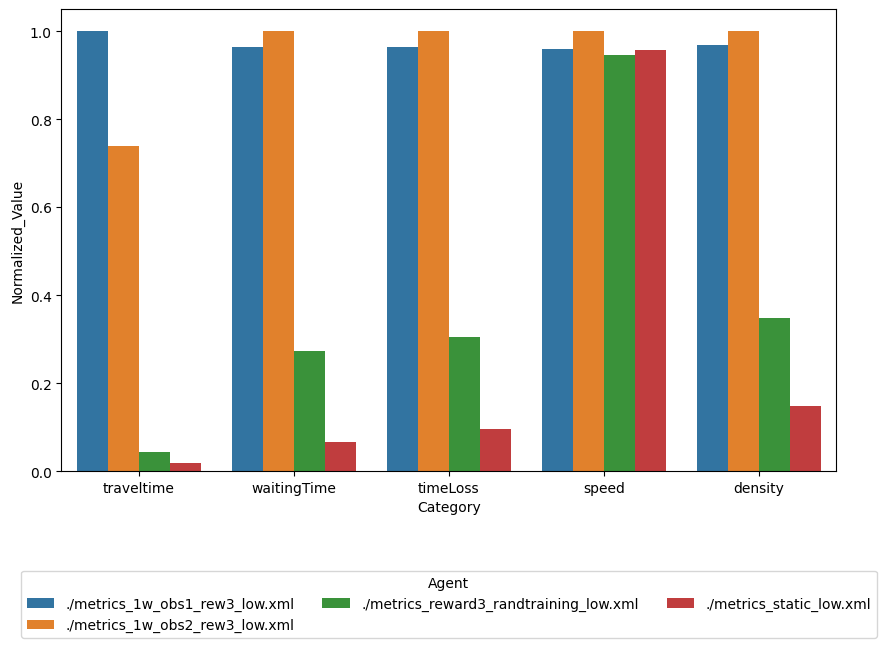 1.0
0.8
0.6
0.4
0.2
0.0
Normalized_Value
traveltime waitingTime timeLoss speed density
Category
Agent
./metrics_1w_obs1_rew3_low.xml ./metrics_reward3_randtraining_low.xml ./metrics_static_low.xml
./metrics_1w_obs2_rew3_low.xml